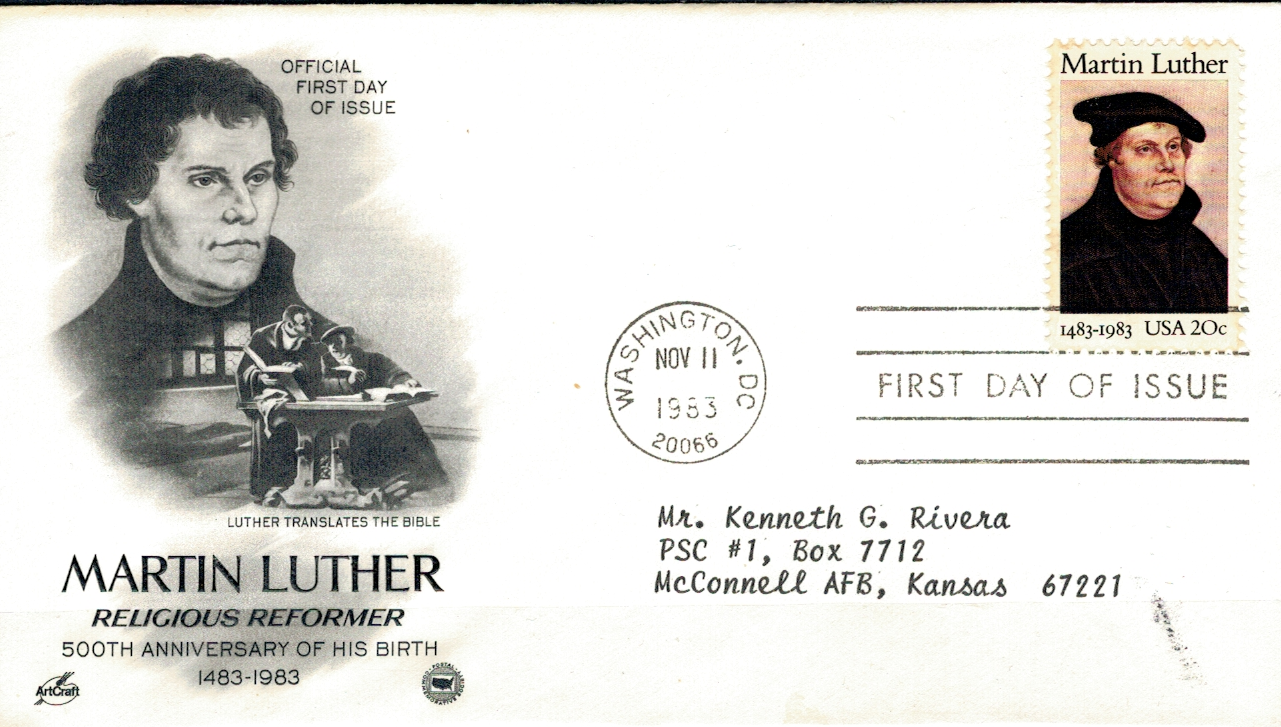 OFFICIAL
FIRST DAY
OF ISSUE
LUTHER TRANSLATES THE BIBLE
MARTIN LUTHER
RELIGIOUS REFORMER
500TH ANNIVERSARY OF HIS BIRTH
1483-1983
ArtCraft
POSTAL
COMMEMORATIVE
Martin Luther
1483-1983 USA 20c
WASHINGTON, DC
NOV 11
1983
20066
FIRST DAY OF ISSUE
Mr. Kenneth G. Rivera
PSC #1, Box 7712
McConnell AFB, Kansas 67221